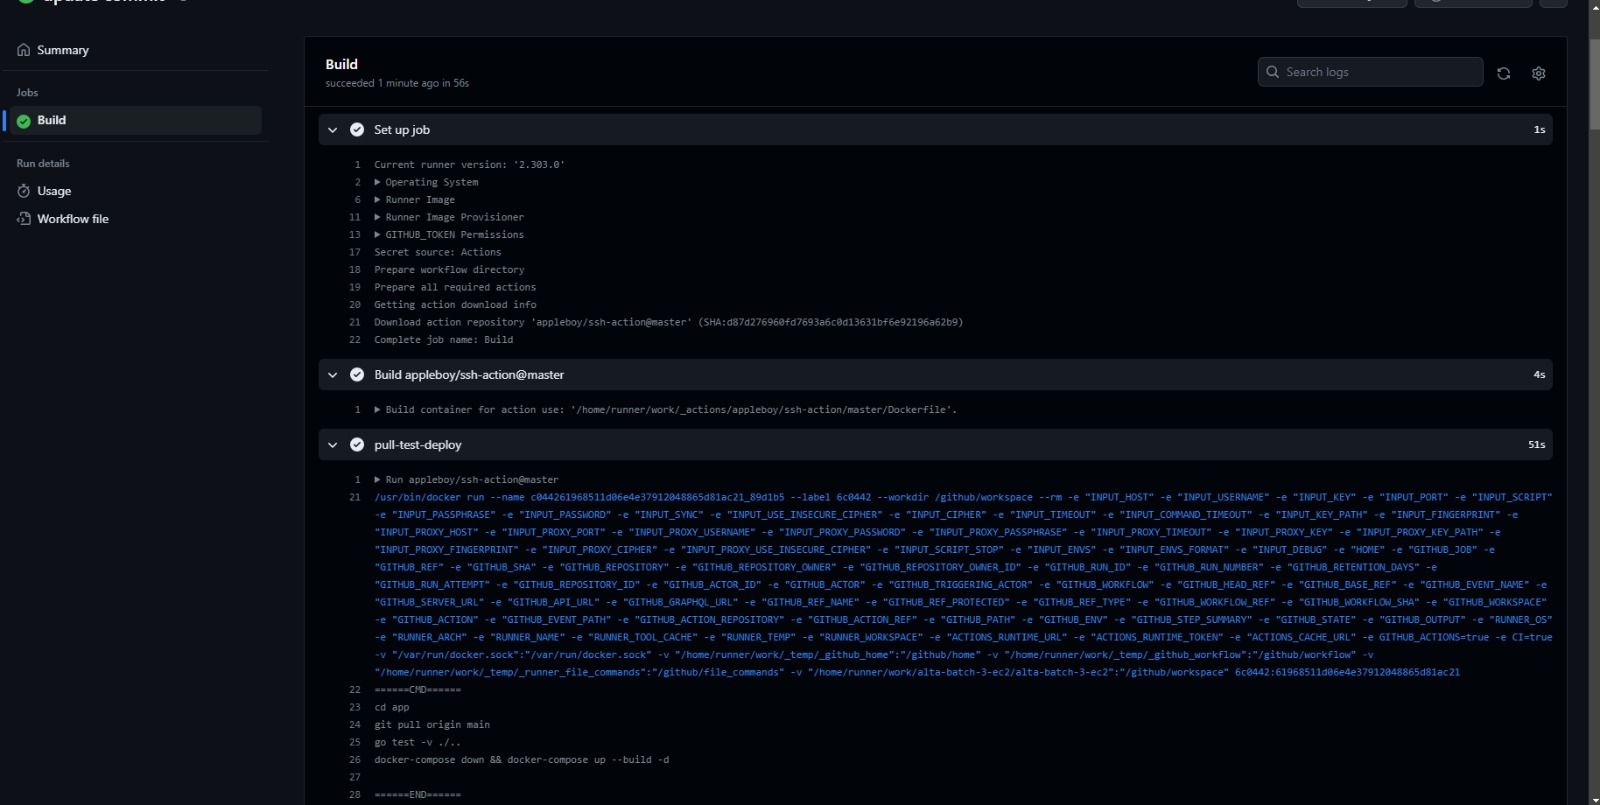 Summary
Jobs
Build
Run details
Usage
Workflow file
Build
succeeded 1 minute ago in 56s
Search logs
Set up job 1s
1 Current runner version: '2.303.0'
2 Operating System
6 Runner Image
11 Runner Image Provisioner
13 GITHUB_TOKEN Permissions
17 Secret source: Actions
18 Prepare workflow directory
19 Prepare all required actions
20 Getting action download info
21 Download action repository 'appleboy/ssh-action@master' (SHA:d87d276960fd7693a6c0d13631bf6e92196a62b9)
22 Complete job name: Build
Build appleboy/ssh-action@master 4s
1 Build container for action use: '/home/runner/work/_actions/appleboy/ssh-action/master/Dockerfile'.
pull-test-deploy 51s
1 Run appleboy/ssh-action@master
21 /usr/bin/docker run --name c044261968511d06e4e37912048865d81ac21_89d1b5 --label 6c0442 --workdir /github/workspace --rm -e "INPUT_HOST" -e "INPUT_USERNAME" -e "INPUT_KEY" -e "INPUT_PORT" -e "INPUT_SCRIPT"
-e "INPUT_PASSPHRASE" -e "INPUT_PASSWORD" -e "INPUT_SYNC" -e "INPUT_USE_INSECURE_CIPHER" -e "INPUT_CIPHER" -e "INPUT_TIMEOUT" -e "INPUT_COMMAND_TIMEOUT" -e "INPUT_KEY_PATH" -e "INPUT_FINGERPRINT" -e
"INPUT_PROXY_HOST" -e "INPUT_PROXY_PORT" -e "INPUT_PROXY_USERNAME" -e "INPUT_PROXY_PASSWORD" -e "INPUT_PROXY_PASSPHRASE" -e "INPUT_PROXY_TIMEOUT" -e "INPUT_PROXY_KEY" -e "INPUT_PROXY_KEY_PATH" -e
"INPUT_PROXY_FINGERPRINT" -e "INPUT_PROXY_CIPHER" -e "INPUT_PROXY_USE_INSECURE_CIPHER" -e "INPUT_SCRIPT_STOP" -e "INPUT_ENVS" -e "INPUT_ENVS_FORMAT" -e "INPUT_DEBUG" -e "HOME" -e "GITHUB_JOB" -e
"GITHUB_REF" -e "GITHUB_SHA" -e "GITHUB_REPOSITORY" -e "GITHUB_REPOSITORY_OWNER" -e "GITHUB_REPOSITORY_OWNER_ID" -e "GITHUB_RUN_ID" -e "GITHUB_RUN_NUMBER" -e "GITHUB_RETENTION_DAYS" -e
"GITHUB_RUN_ATTEMPT" -e "GITHUB_REPOSITORY_ID" -e "GITHUB_ACTOR_ID" -e "GITHUB_ACTOR" -e "GITHUB_TRIGGERING_ACTOR" -e "GITHUB_WORKFLOW" -e "GITHUB_HEAD_REF" -e "GITHUB_BASE_REF" -e "GITHUB_EVENT_NAME" -e
"GITHUB_SERVER_URL" -e "GITHUB_API_URL" -e "GITHUB_GRAPHQL_URL" -e "GITHUB_REF_NAME" -e "GITHUB_REF_PROTECTED" -e "GITHUB_REF_TYPE" -e "GITHUB_WORKFLOW_REF" -e "GITHUB_WORKFLOW_SHA" -e "GITHUB_WORKSPACE"
-e "GITHUB_ACTION" -e "GITHUB_EVENT_PATH" -e "GITHUB_ACTION_REPOSITORY" -e "GITHUB_ACTION_REF" -e "GITHUB_PATH" -e "GITHUB_ENV" -e "GITHUB_STEP_SUMMARY" -e "GITHUB_STATE" -e "GITHUB_OUTPUT" -e "RUNNER_OS"
-e "RUNNER_ARCH" -e "RUNNER_NAME" -e "RUNNER_TOOL_CACHE" -e "RUNNER_TEMP" -e "RUNNER_WORKSPACE" -e "ACTIONS_RUNTIME_URL" -e "ACTIONS_RUNTIME_TOKEN" -e "ACTIONS_CACHE_URL" -e GITHUB_ACTIONS=true -e CI=true
-v "/var/run/docker.sock":"/var/run/docker.sock" -v "/home/runner/work/_temp/_github_home":"/github/home" -v "/home/runner/work/_temp/_github_workflow":"/github/workflow" -v
"/home/runner/work/_temp/_runner_file_commands":"/github/file_commands" -v "/home/runner/work/alta-batch-3-ec2/alta-batch-3-ec2":"/github/workspace" 6c0442:61968511d06e4e37912048865d81ac21
22 ======CMD======
23 cd app
24 git pull origin main
25 go test -v ./..
26 docker-compose down && docker-compose up --build -d
27
28 ======END======